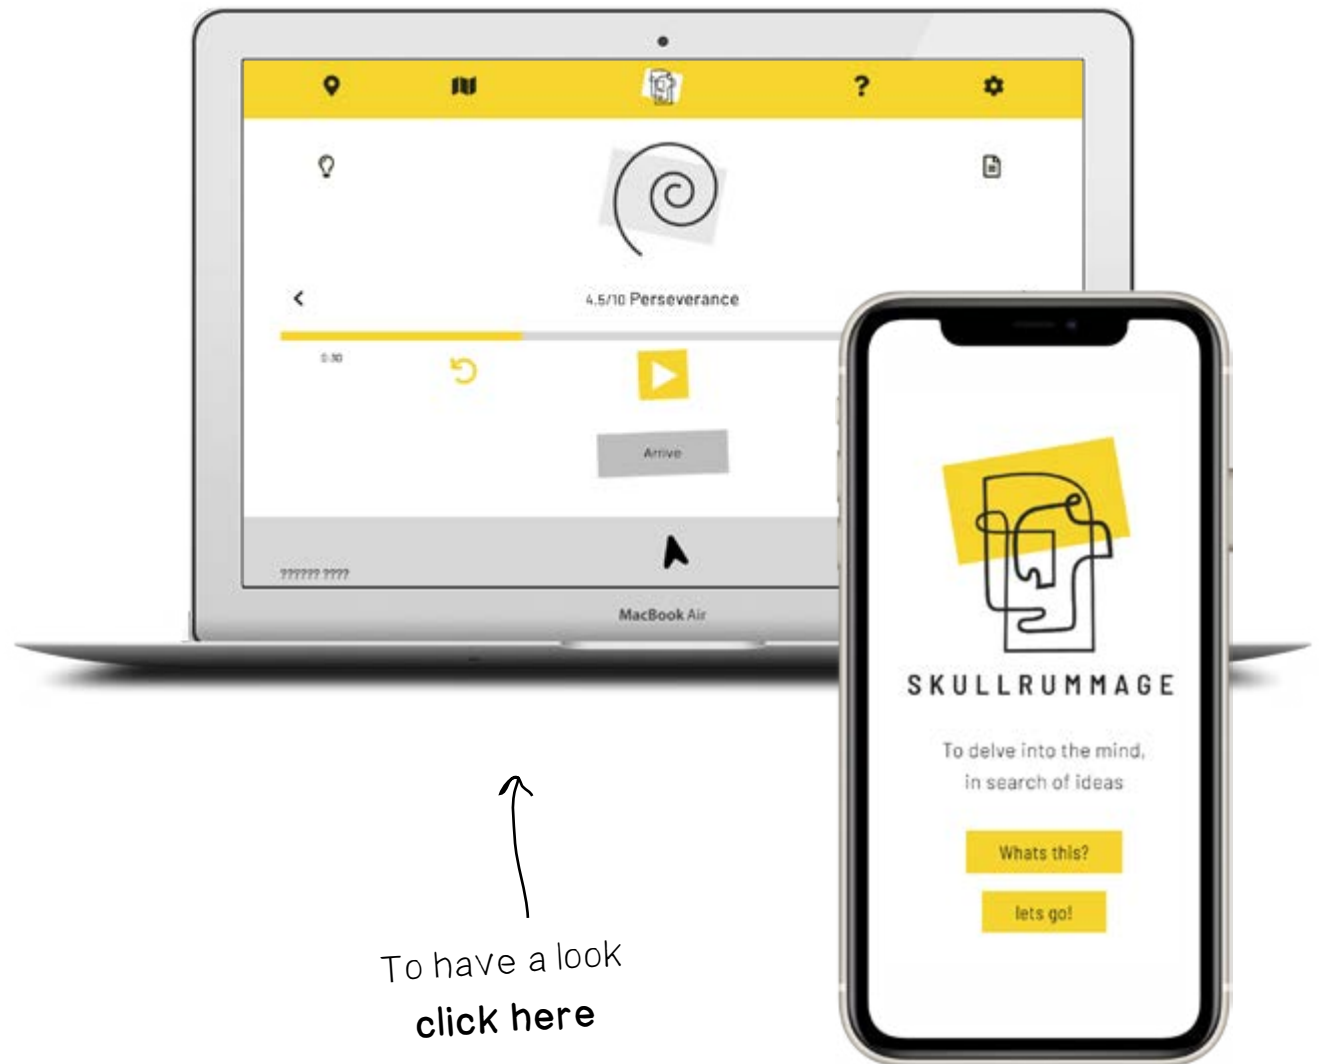 4.5/10 Perseverance
0:30
Arrive
?????? ????
MacBook Air
SKULLRUMMAGE
To delve into the mind,
in search of ideas
Whats this?
lets go!
To have a look
click here